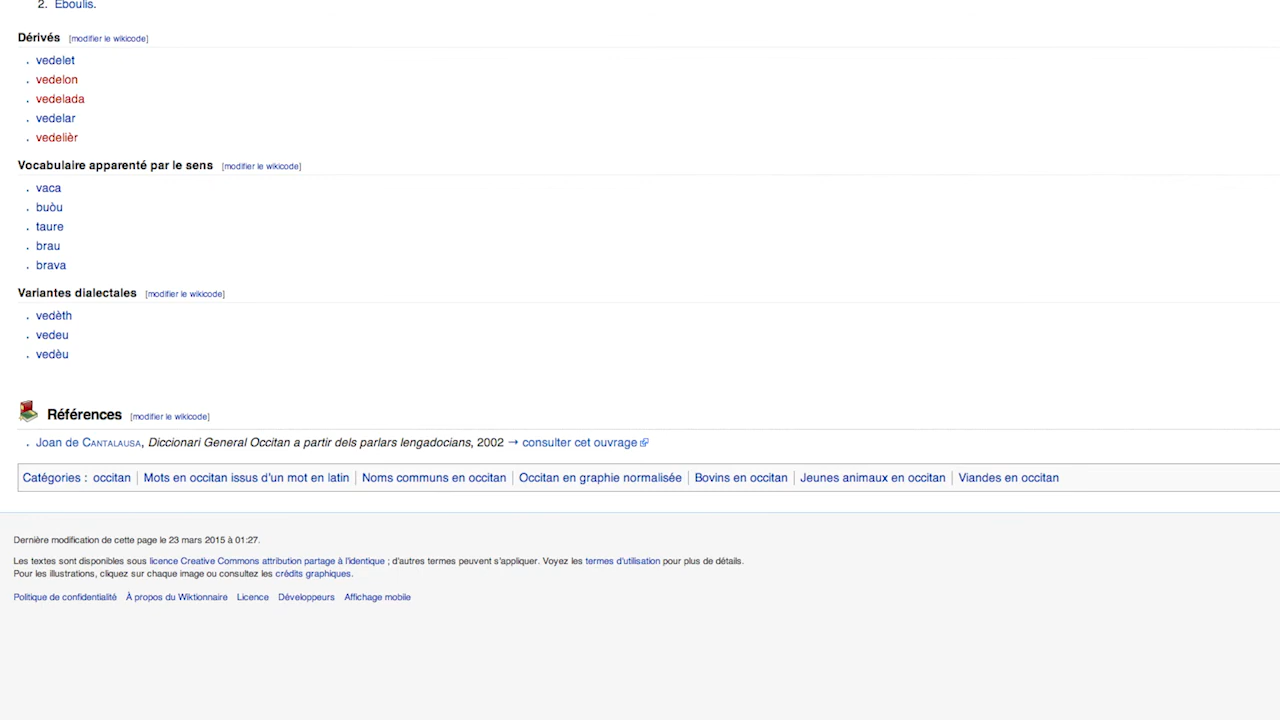 2. Éboulis.
Dérivés [modifier le wikicode]
vedelet
vedelon
vedelada
vedelar
vedelièr
Vocabulaire apparenté par le sens [modifier le wikicode]
vaca
buòu
taure
brau
brava
Variantes dialectales [modifier le wikicode]
vedèth
vedeu
vedèu
Références [modifier le wikicode]
Joan de CANTALAUSA, Diccionari General Occitan a partir dels parlars lengadocians, 2002 → consulter cet ouvrage
Catégories : occitan | Mots en occitan issus d’un mot en latin | Noms communs en occitan | Occitan en graphie normalisée | Bovins en occitan | Jeunes animaux en occitan | Viandes en occitan
Dernière modification de cette page le 23 mars 2015 à 01:27.
Les textes sont disponibles sous licence Creative Commons attribution partage à l’identique ; d’autres termes peuvent s’appliquer. Voyez les termes d’utilisation pour plus de détails.
Pour les illustrations, cliquez sur chaque image ou consultez les crédits graphiques.
Politique de confidentialité À propos du Wiktionnaire Licence Développeurs Affichage mobile